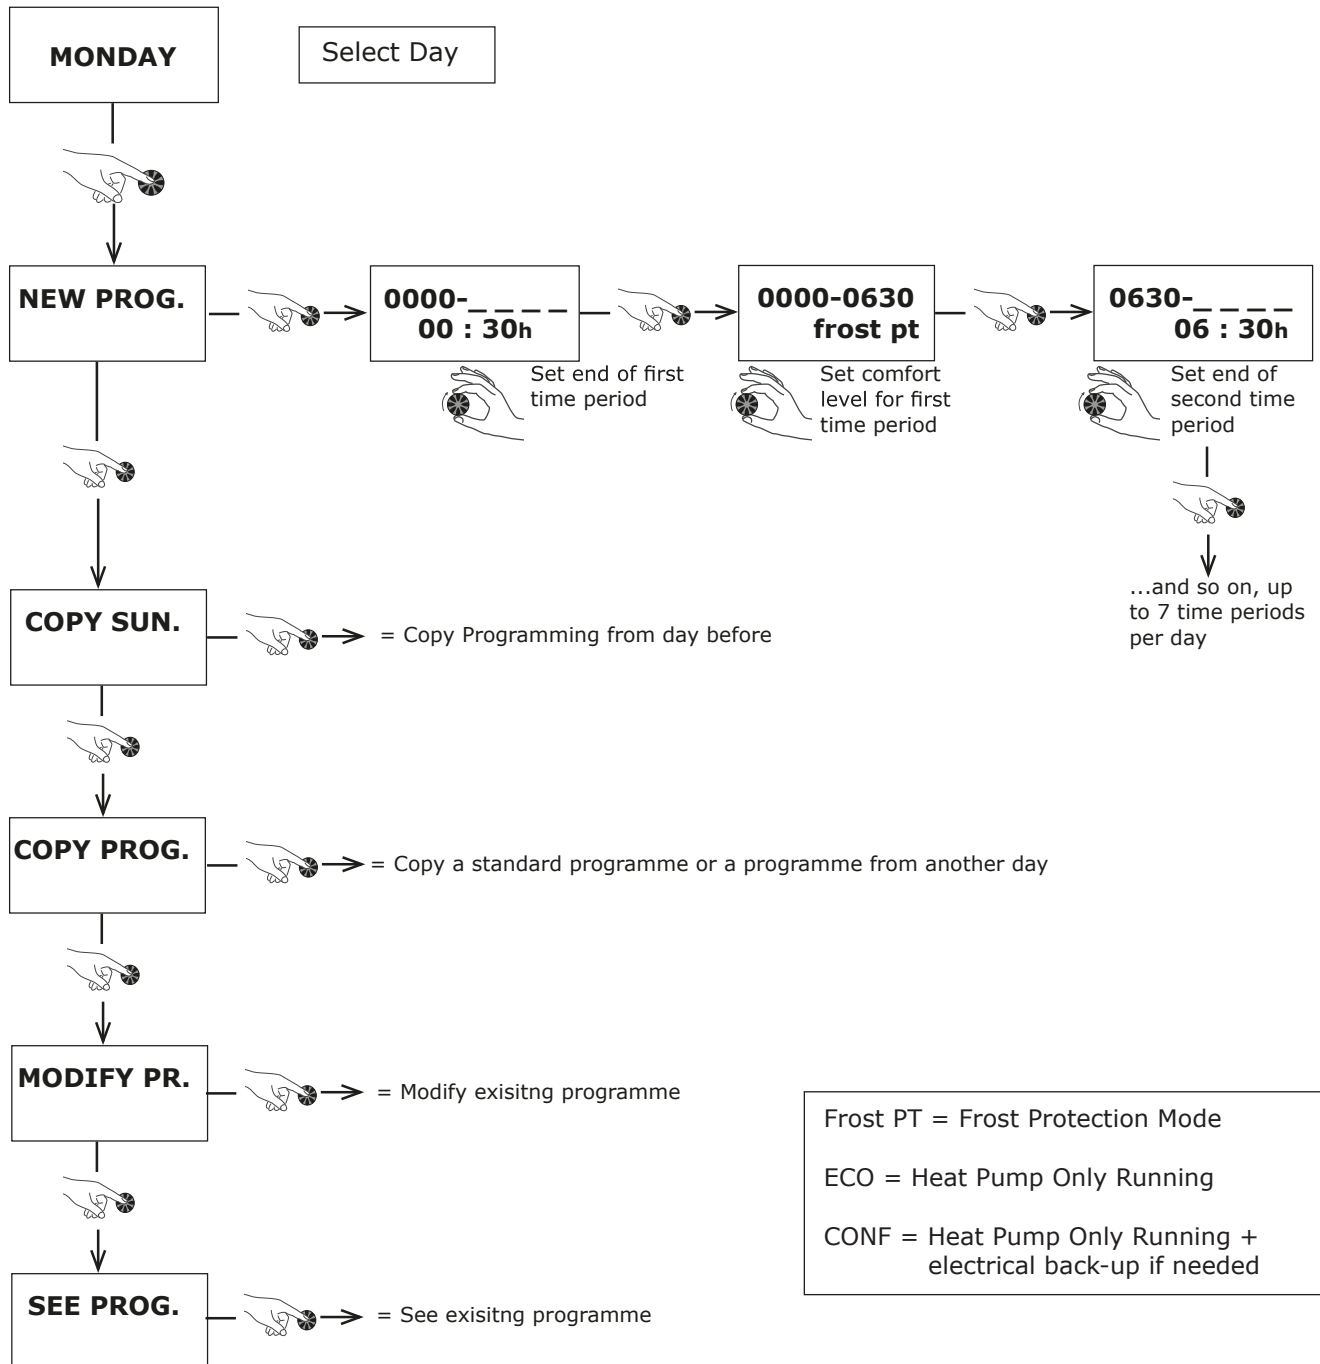 MONDAY
Select Day
NEW PROG.
0000-_ _ _ _
00 : 30h
0000-0630
frost pt
0630-_ _ _ _
06 : 30h
Set end of first
time period
Set comfort
level for first
time period
Set end of
second time
period
...and so on, up
to 7 time periods
per day
COPY SUN.
= Copy Programming from day before
COPY PROG.
= Copy a standard programme or a programme from another day
MODIFY PR.
= Modify exisitng programme
SEE PROG.
= See exisitng programme
Frost PT = Frost Protection Mode
ECO = Heat Pump Only Running
CONF = Heat Pump Only Running +
electrical back-up if needed